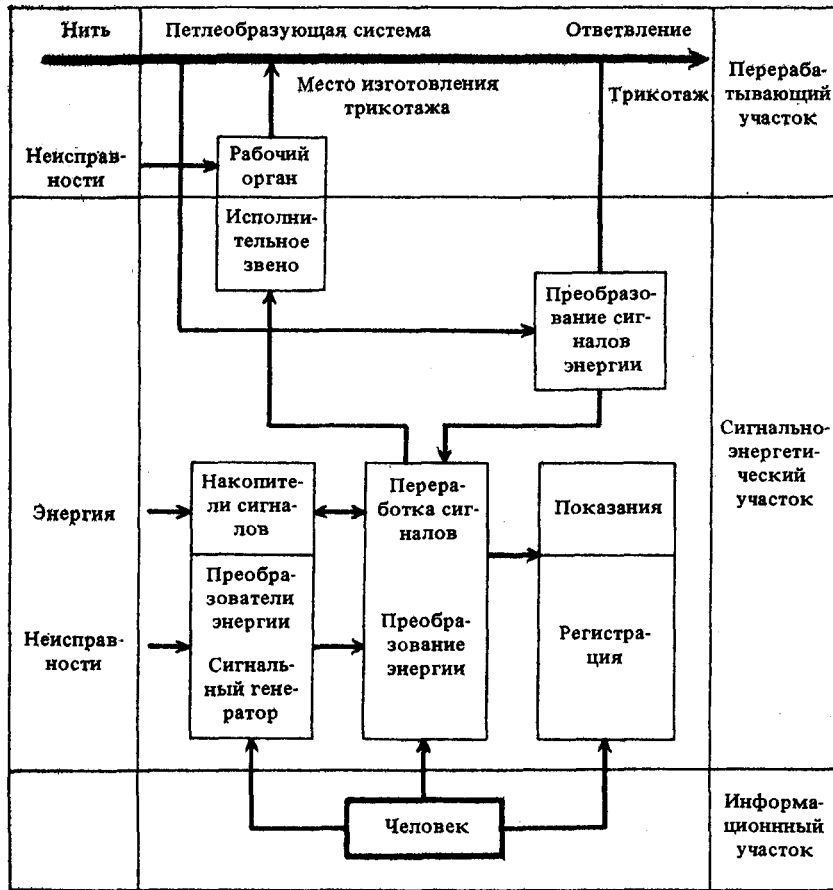 Нить
Петлеобразующая система
Ответвление
Место изготовления
трикотажа
Трикотаж
Перераба-
тывающий
участок
Неисправ-
ности
Рабочий
орган
Исполни-
тельное
звено
Преобразо-
вание сиг-
налов
энергии
Сигнально-
энергети-
ческий
участок
Энергия
Накопите-
ли сигна-
лов
Перера-
ботка сиг-
налов
Показания
Неисправ-
ности
Преобра-
зователи
энергии
Сигналь-
ный гене-
ратор
Преобра-
зование
энергии
Регистра-
ция
Человек
Информа-
ционнный
участок